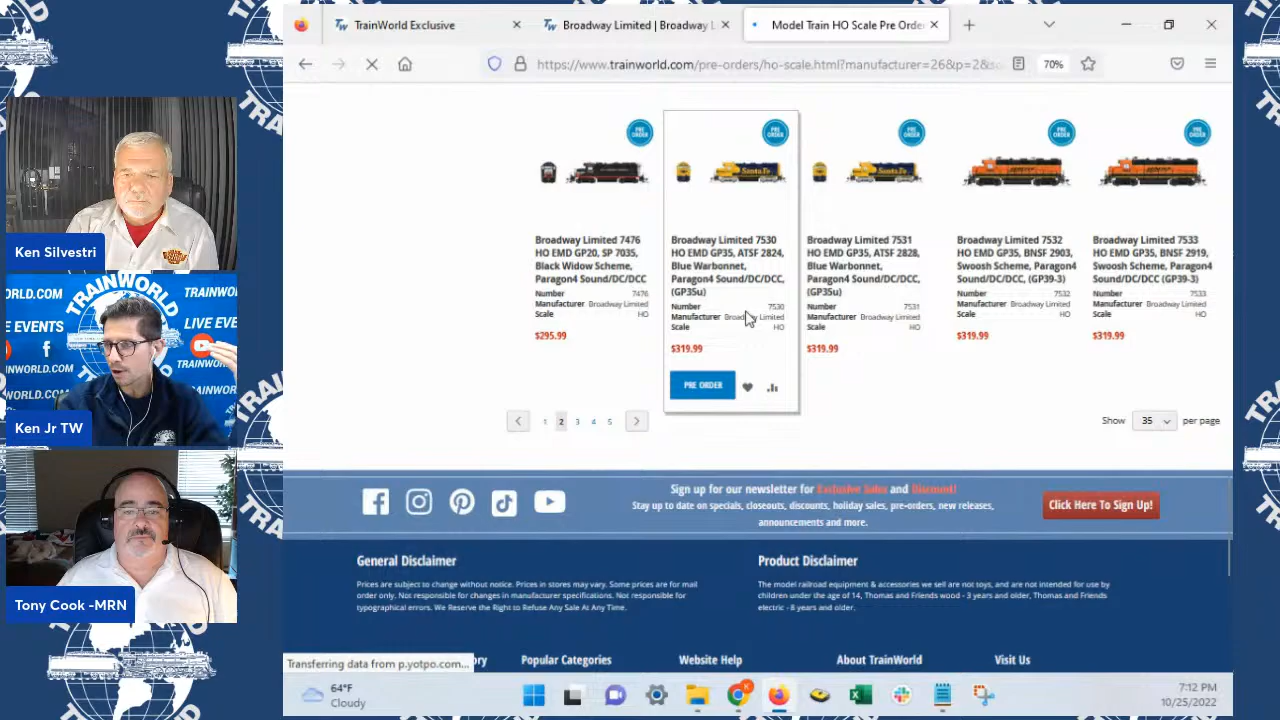 TrainWorld Exclusive
Broadway Limited | Broadway L
Model Train HO Scale Pre Orde
https://www.trainworld.com/pre-orders/ho-scale.html?manufacturer=26&p=2&s
70%
PRE ORDER
PRE ORDER
PRE ORDER
PRE ORDER
PRE ORDER
Santa Fe
Santa Fe
Broadway Limited 7476
HO EMD GP20, SP 7035,
Black Widow Scheme,
Paragon4 Sound/DC/DCC
Number 7476
Manufacturer Broadway Limited
Scale HO
$295.99
Broadway Limited 7530
HO EMD GP35, ATSF 2824,
Blue Warbonnet,
Paragon4 Sound/DC/DCC,
(GP35u)
Number 7530
Manufacturer Broadway Limited
Scale HO
$319.99
PRE ORDER
Broadway Limited 7531
HO EMD GP35, ATSF 2828,
Blue Warbonnet,
Paragon4 Sound/DC/DCC,
(GP35u)
Number 7531
Manufacturer Broadway Limited
Scale HO
$319.99
Broadway Limited 7532
HO EMD GP35, BNSF 2903,
Swoosh Scheme, Paragon4
Sound/DC/DCC, (GP39-3)
Number 7532
Manufacturer Broadway Limited
Scale HO
$319.99
Broadway Limited 7533
HO EMD GP35, BNSF 2919,
Swoosh Scheme, Paragon4
Sound/DC/DCC, (GP39-3)
Number 7533
Manufacturer Broadway Limited
Scale HO
$319.99
1 2 3 4 5
Show 35 per page
Sign up for our newsletter for Exclusive Sales and Discount!
Stay up to date on specials, closeouts, discounts, holiday sales, pre-orders, new releases,
announcements and more.
Click Here To Sign Up!
General Disclaimer
Prices are subject to change without notice. Prices in stores may vary. Some prices are for mail
order only. Not responsible for changes in manufacturer specifications. Not responsible for
typographical errors. We Reserve the Right to Refuse Any Sale At Any Time.
Product Disclaimer
The model railroad equipment & accessories we sell are not toys, and are not intended for use by
children under the age of 14, Thomas and Friends wood - 3 years and older, Thomas and Friends
electric - 8 years and older.
Transferring data from p.yotpo.com...
ory
Popular Categories
Website Help
About TrainWorld
Visit Us
64°F
Cloudy
7:12 PM
10/25/2022
Ken Silvestri
TRAINWORLD
TRAINWO
E EVENTS
LIVE EV
.COM
TRAINWO
NWORLD.COM
Ken Jr TW
Tony Cook -MRN